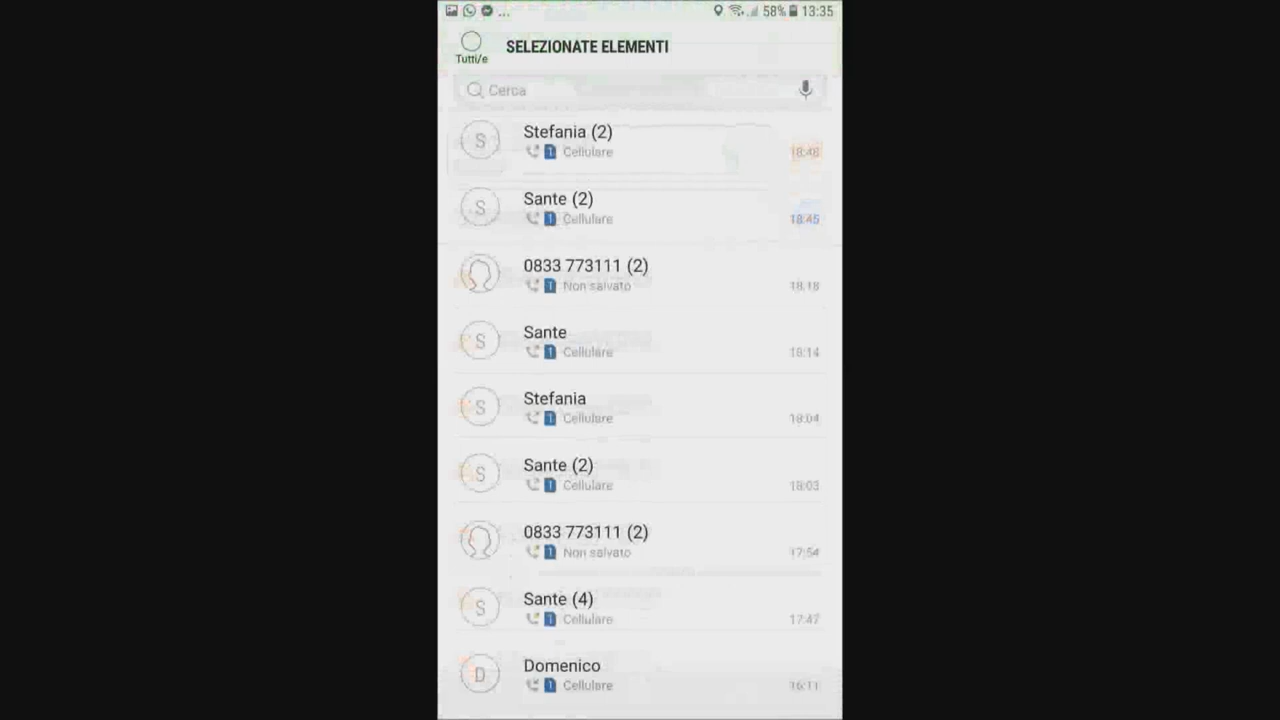 ... 58% 13:35
Tutti/e
SELEZIONATE ELEMENTI
Cerca
S Stefania (2)
1 Cellulare 18:48
S Sante (2)
1 Cellulare 18:45
0833 773111 (2)
1 Non salvato 18:18
S Sante
1 Cellulare 18:14
S Stefania
1 Cellulare 18:04
S Sante (2)
1 Cellulare 18:03
0833 773111 (2)
1 Non salvato 17:54
S Sante (4)
1 Cellulare 17:47
D Domenico
1 Cellulare 16:11